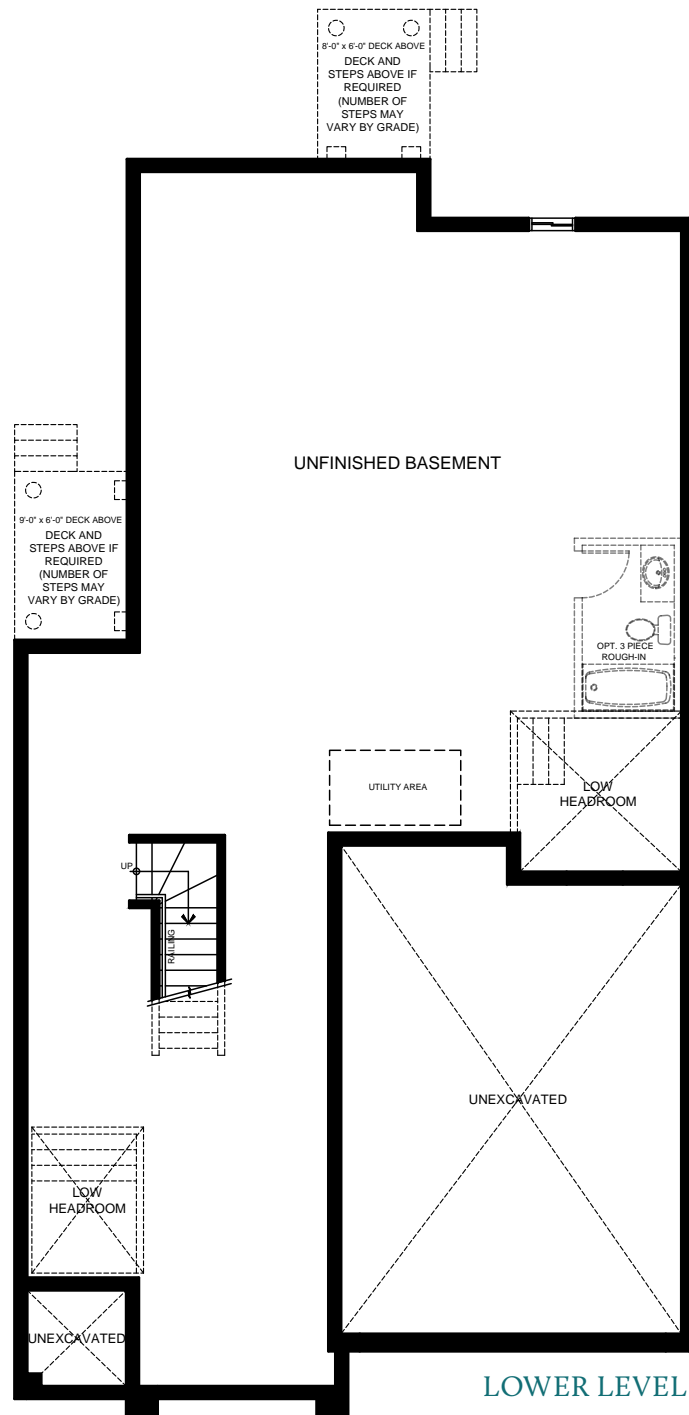 8'-0" x 6'-0" DECK ABOVE
DECK AND
STEPS ABOVE IF
REQUIRED
(NUMBER OF
STEPS MAY
VARY BY GRADE)
UNFINISHED BASEMENT
9'-0" x 6'-0" DECK ABOVE
DECK AND
STEPS ABOVE IF
REQUIRED
(NUMBER OF
STEPS MAY
VARY BY GRADE)
OPT. 3 PIECE
ROUGH-IN
UTILITY AREA
LOW
HEADROOM
UP
RAILING
UNEXCAVATED
LOW
HEADROOM
UNEXCAVATED
LOWER LEVEL